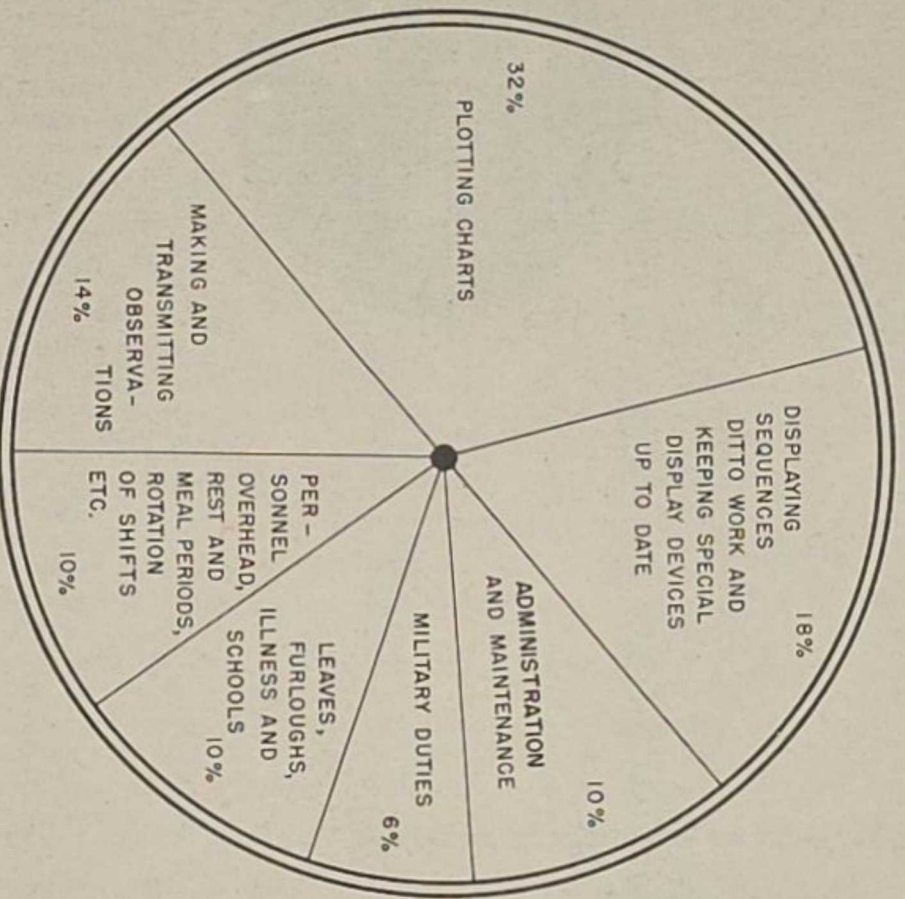 18%
DISPLAYING
SEQUENCES
DITTO WORK AND
KEEPING SPECIAL
DISPLAY DEVICES
UP TO DATE
10%
ADMINISTRATION
AND MAINTENANCE
MILITARY DUTIES
6%
LEAVES,
FURLOUGHS,
ILLNESS AND
SCHOOLS
10%
PER-
SONNEL
OVERHEAD,
REST AND
MEAL PERIODS,
ROTATION
OF SHIFTS
ETC.
10%
MAKING AND
TRANSMITTING
OBSERVA-
TIONS
14%
32%
PLOTTING CHARTS